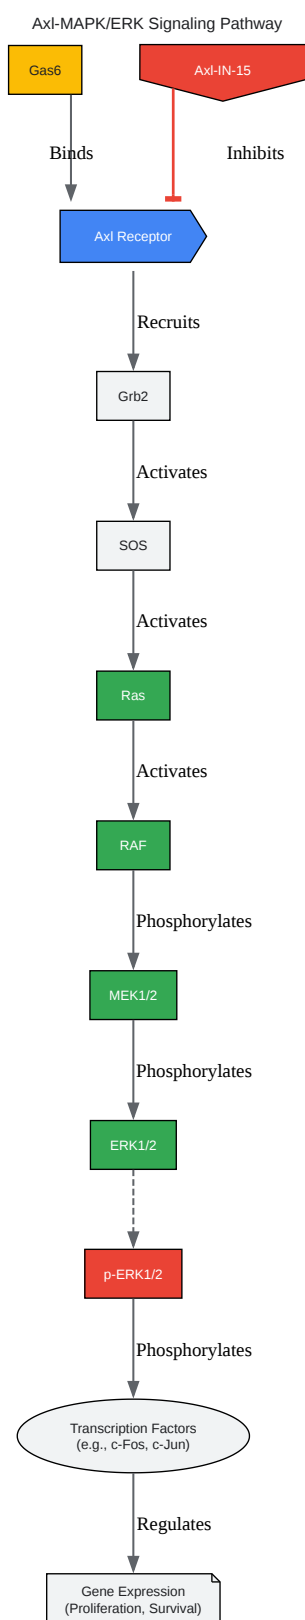 Axl-MAPK/ERK Signaling Pathway
Gas6
Axl-IN-15
Binds
Inhibits
Axl Receptor
Recruits
Grb2
Activates
SOS
Activates
Ras
Activates
RAF
Phosphorylates
MEK1/2
Phosphorylates
ERK1/2
p-ERK1/2
Phosphorylates
Transcription Factors
(e.g., c-Fos, c-Jun)
Regulates
Gene Expression
(Proliferation, Survival)